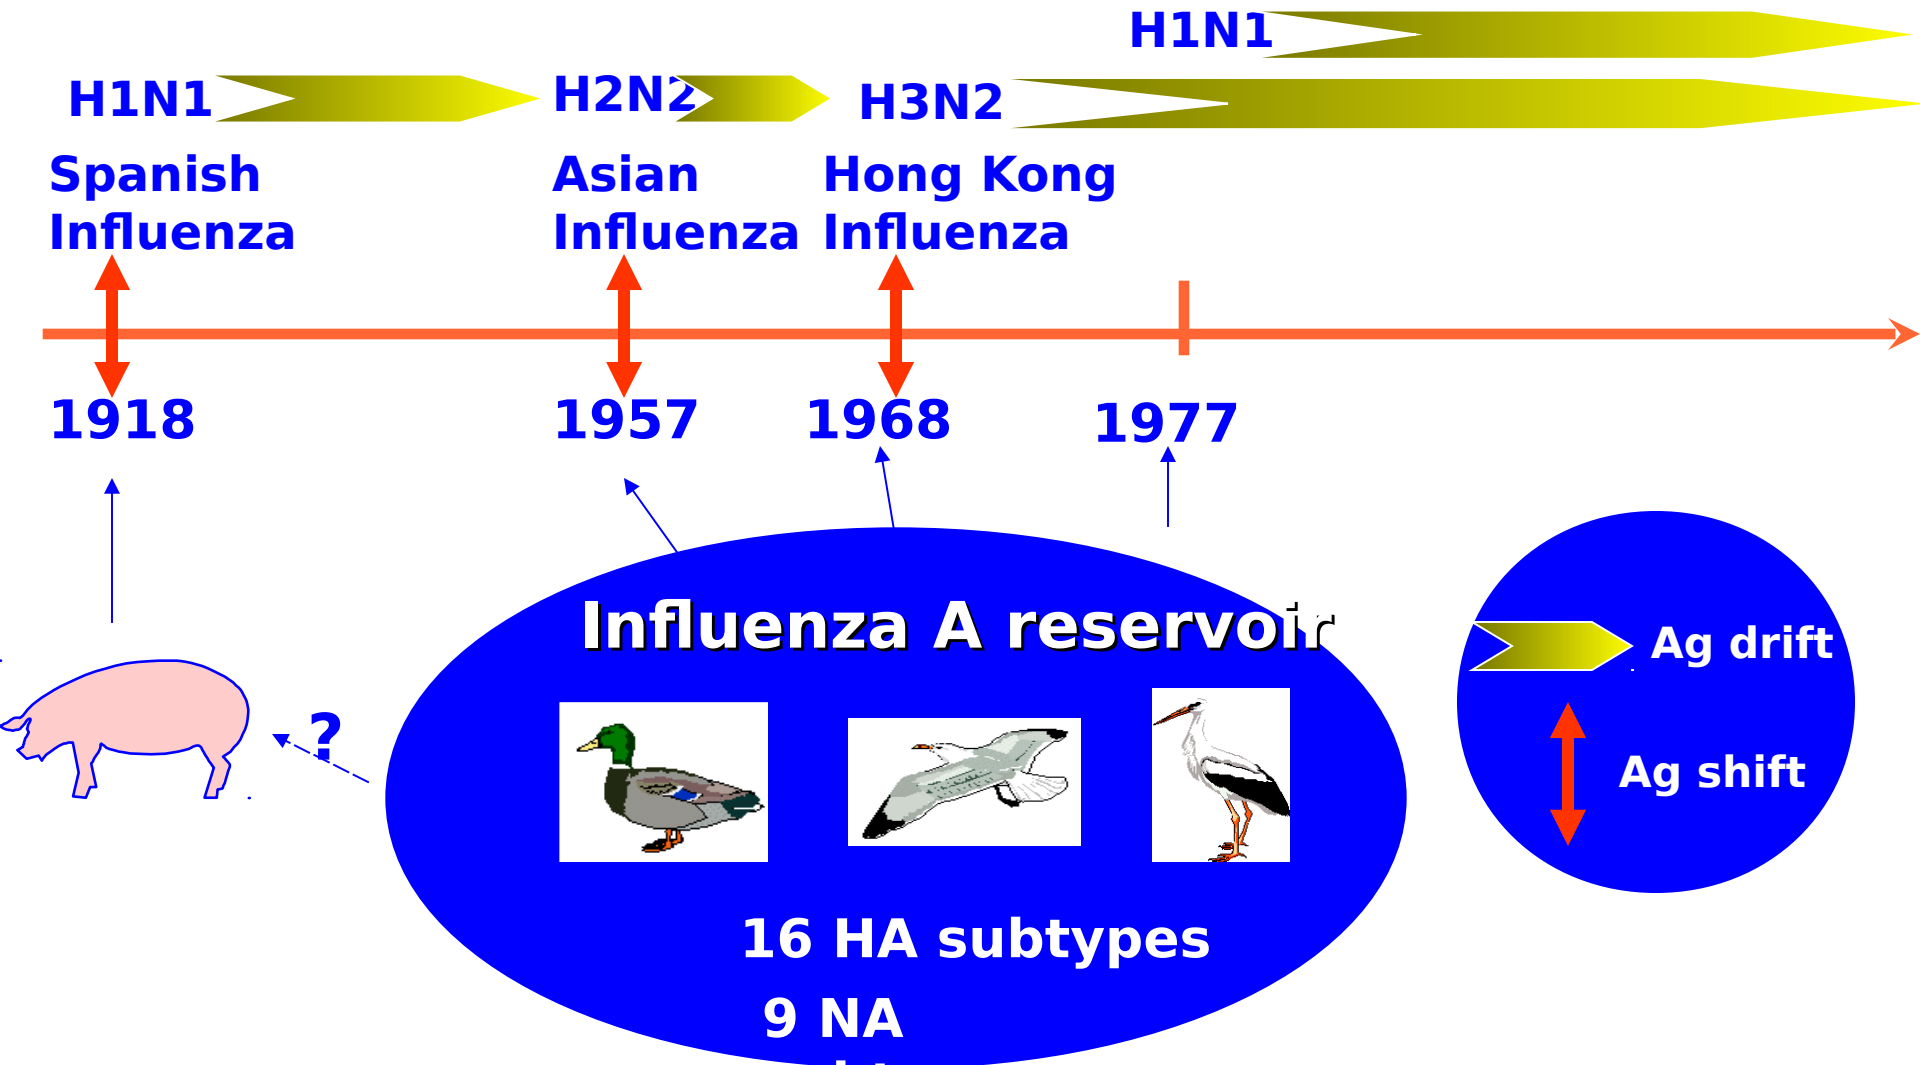 H1N1
H1N1
H2N2
H3N2
Spanish
Influenza
Asian
Influenza
Hong Kong
Influenza
1918
1957
1968
1977
Influenza A reservoir
?
Ag drift
Ag shift
16 HA subtypes
9 NA